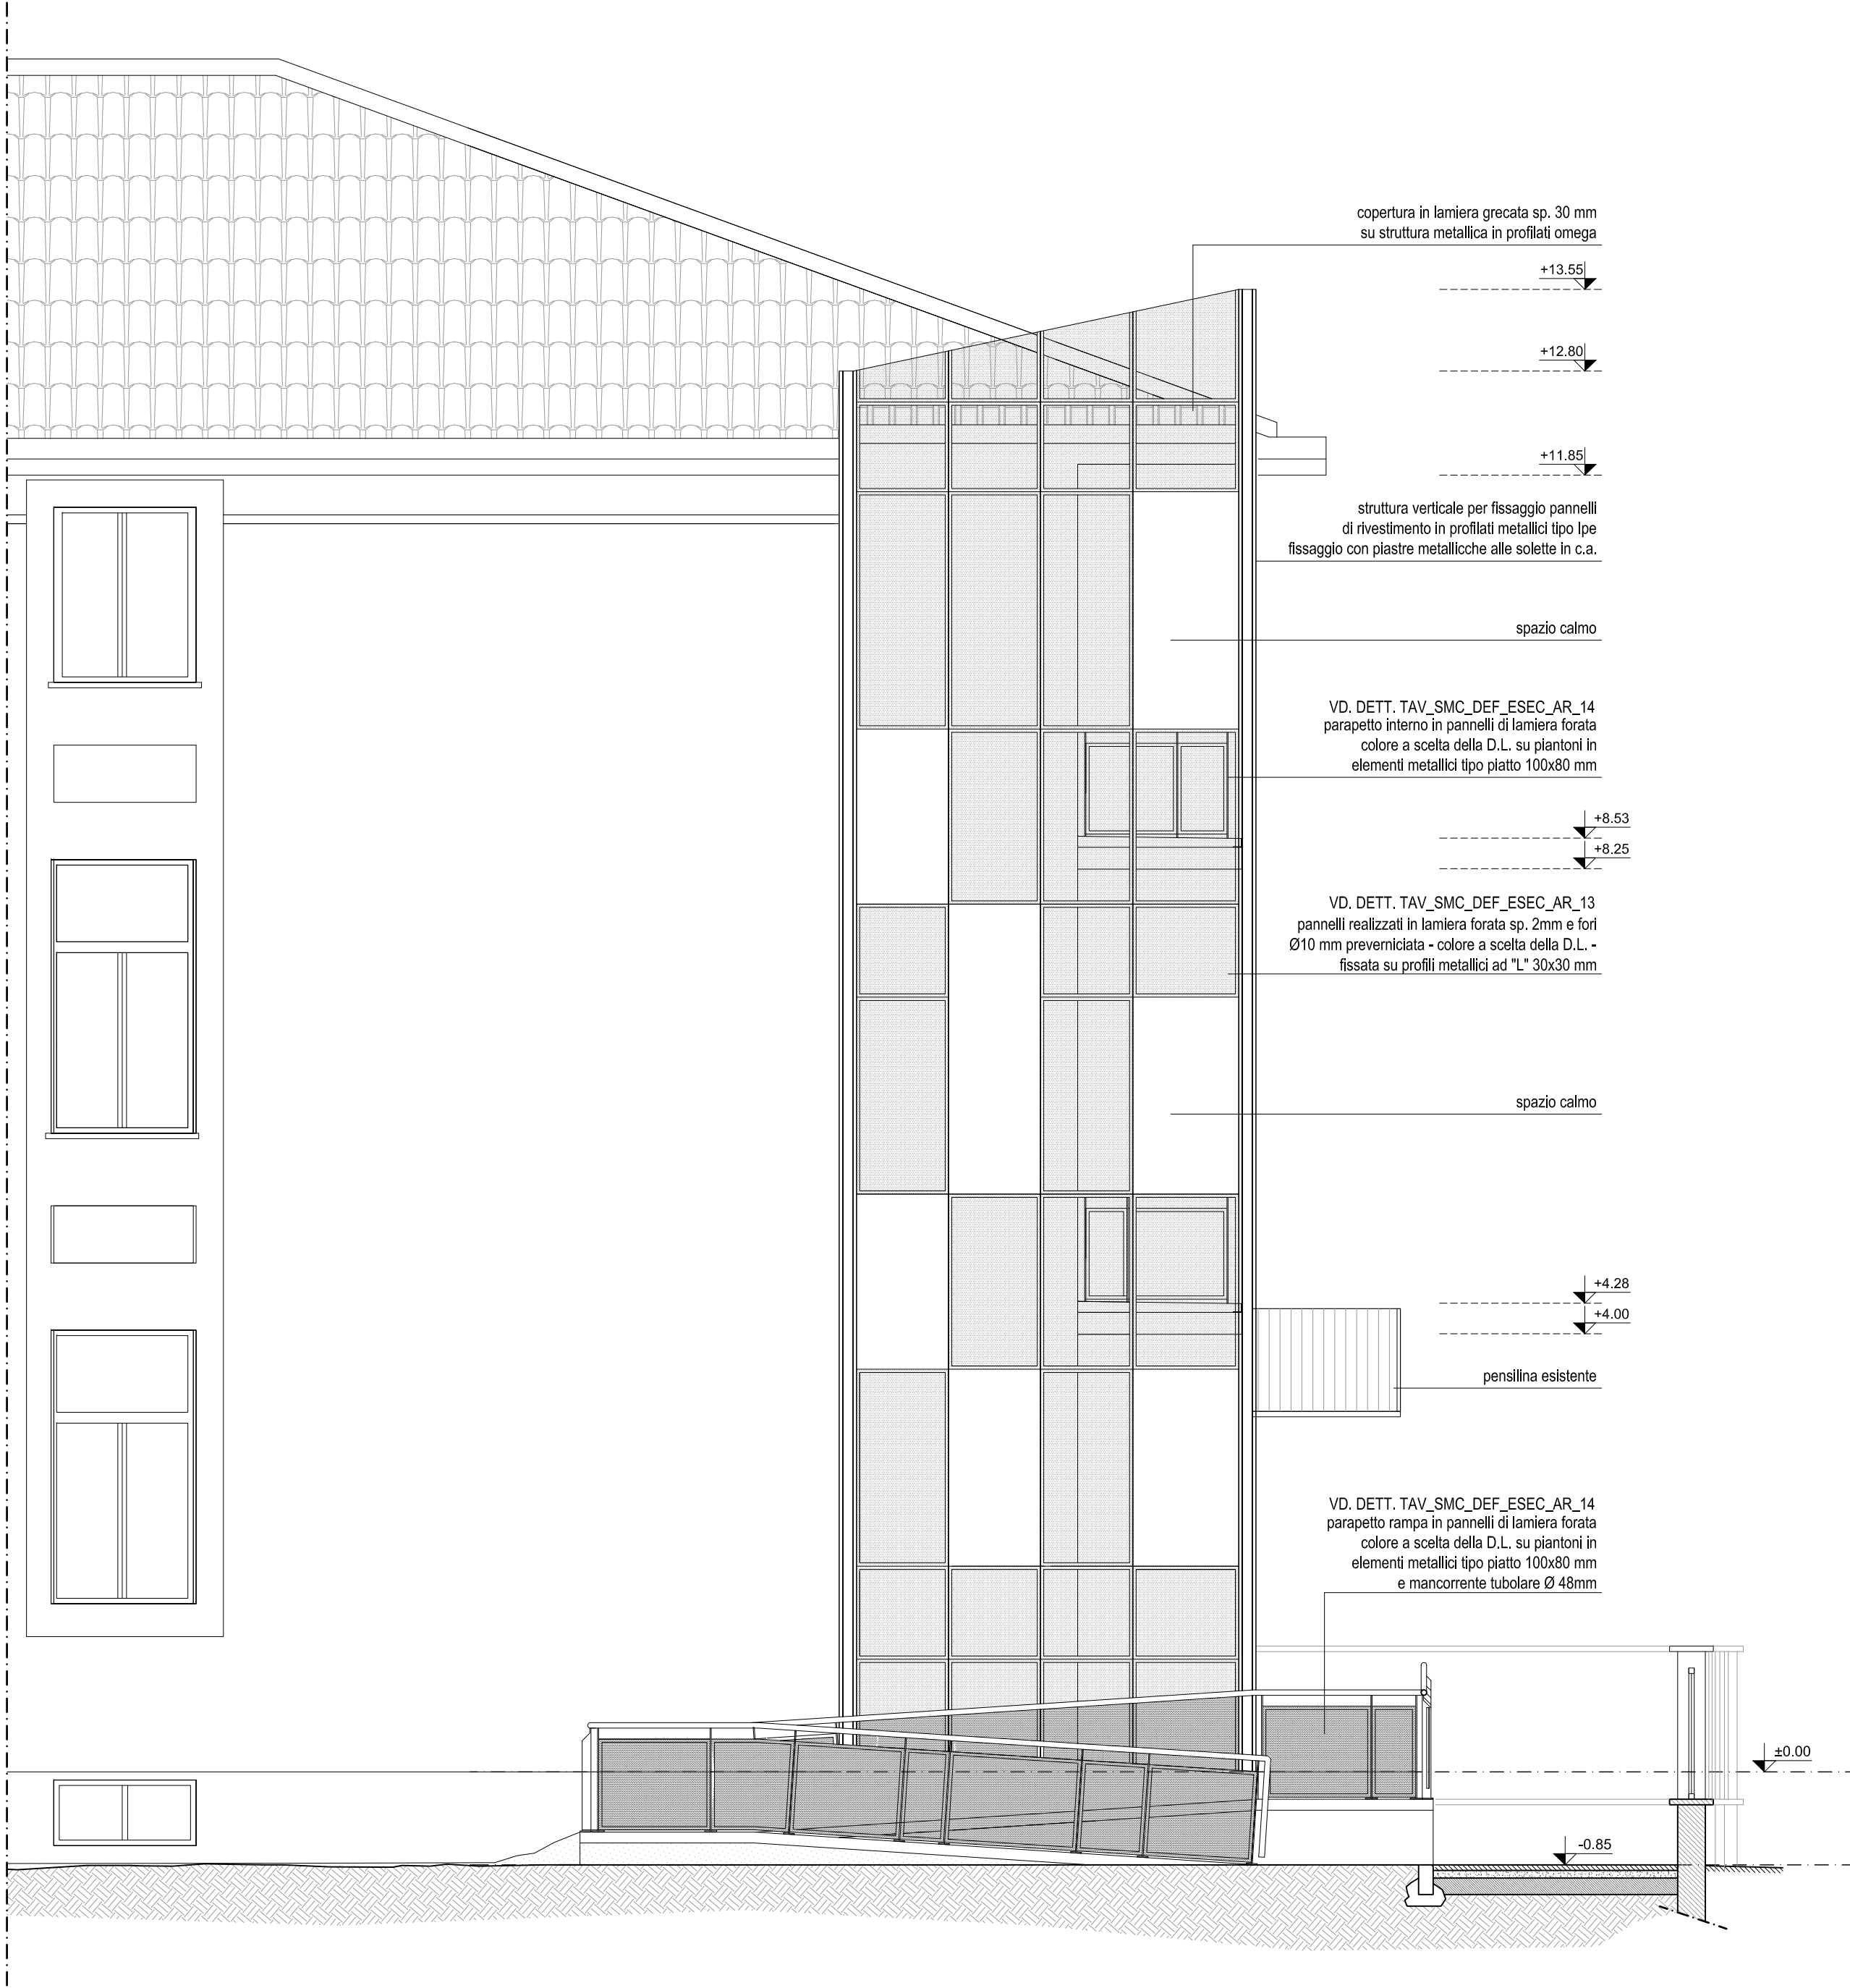 copertura in lamiera grecata sp. 30 mm
su struttura metallica in profilati omega
+13.55
+12.80
+11.85
struttura verticale per fissaggio pannelli
di rivestimento in profilati metallici tipo Ipe
fissaggio con piastre metallicche alle solette in c.a.
spazio calmo
VD. DETT. TAV_SMC_DEF_ESEC_AR_14
parapetto interno in pannelli di lamiera forata
colore a scelta della D.L. su piantoni in
elementi metallici tipo piatto 100x80 mm
+8.53
+8.25
VD. DETT. TAV_SMC_DEF_ESEC_AR_13
pannelli realizzati in lamiera forata sp. 2mm e fori
Ø10 mm preverniciata - colore a scelta della D.L. -
fissata su profili metallici ad "L" 30x30 mm
spazio calmo
+4.28
+4.00
pensilina esistente
VD. DETT. TAV_SMC_DEF_ESEC_AR_14
parapetto rampa in pannelli di lamiera forata
colore a scelta della D.L. su piantoni in
elementi metallici tipo piatto 100x80 mm
e mancorrente tubolare Ø 48mm
±0.00
-0.85